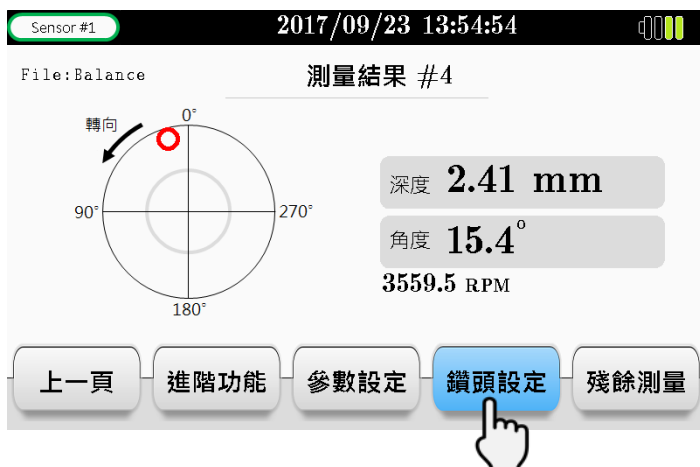 Sensor #1
2017/09/23 13:54:54
File:Balance
測量結果 #4
轉向
0°
90°
270°
180°
深度 2.41 mm
角度 15.4°
3559.5 RPM
上一頁
進階功能
參數設定
鑽頭設定
殘餘測量